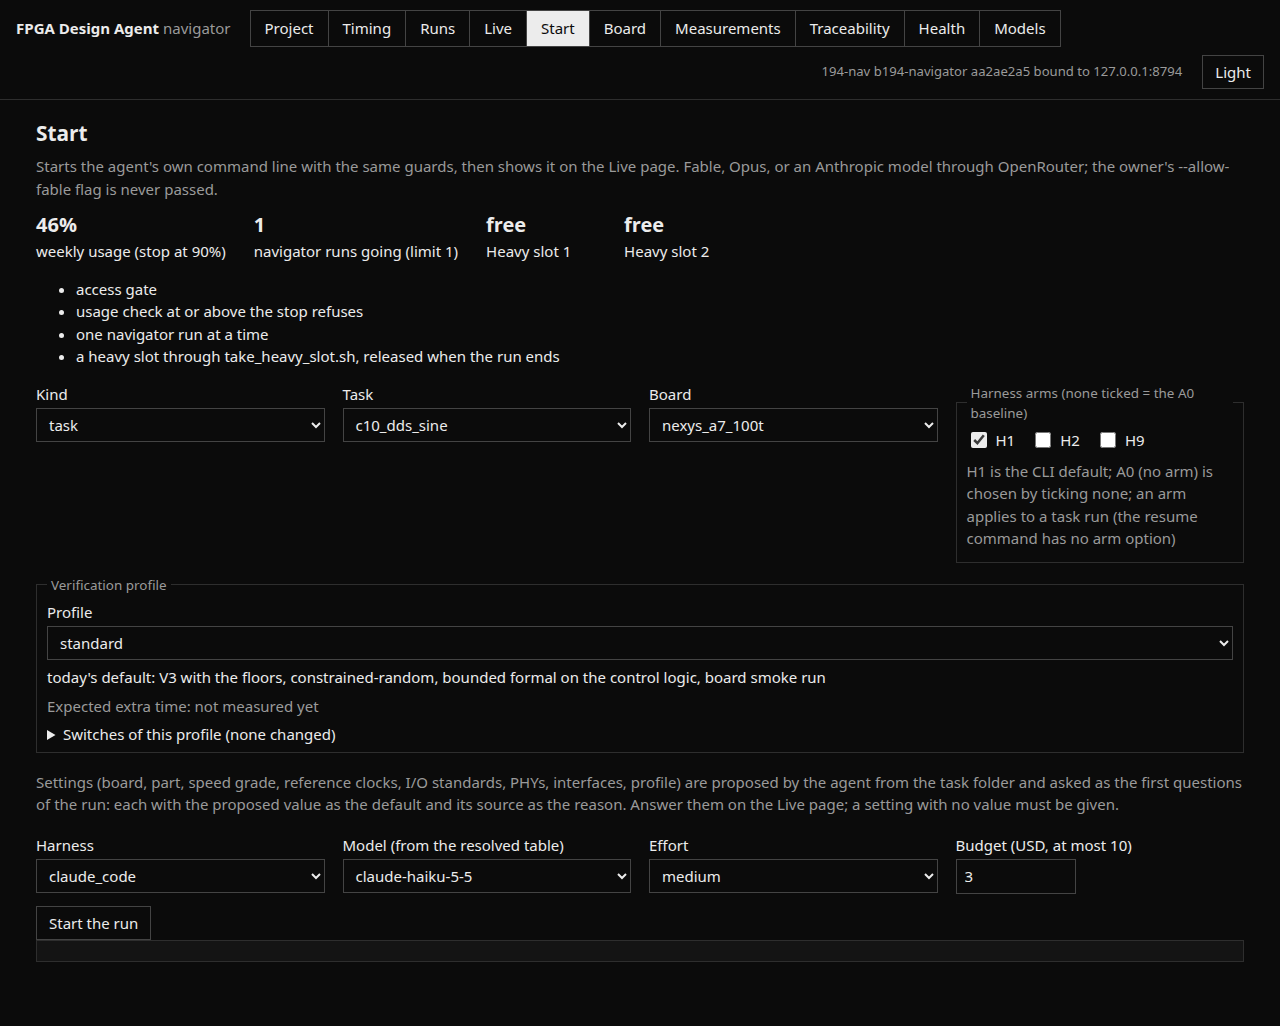 FPGA Design Agent navigator
Project
Timing
Runs
Live
Start
Board
Measurements
Traceability
Health
Models
194-nav b194-navigator aa2ae2a5 bound to 127.0.0.1:8794
Light
Start
Starts the agent's own command line with the same guards, then shows it on the Live page. Fable, Opus, or an Anthropic model through OpenRouter; the owner's --allow-
fable flag is never passed.
46%
weekly usage (stop at 90%)
1
navigator runs going (limit 1)
free
Heavy slot 1
free
Heavy slot 2
access gate
usage check at or above the stop refuses
one navigator run at a time
a heavy slot through take_heavy_slot.sh, released when the run ends
Kind
task
Task
c10_dds_sine
Board
nexys_a7_100t
Harness arms (none ticked = the A0
baseline)
H1
H2
H9
H1 is the CLI default; A0 (no arm) is
chosen by ticking none; an arm
applies to a task run (the resume
command has no arm option)
Verification profile
Profile
standard
today's default: V3 with the floors, constrained-random, bounded formal on the control logic, board smoke run
Expected extra time: not measured yet
Switches of this profile (none changed)
Settings (board, part, speed grade, reference clocks, I/O standards, PHYs, interfaces, profile) are proposed by the agent from the task folder and asked as the first questions
of the run: each with the proposed value as the default and its source as the reason. Answer them on the Live page; a setting with no value must be given.
Harness
claude_code
Model (from the resolved table)
claude-haiku-5-5
Effort
medium
Budget (USD, at most 10)
3
Start the run